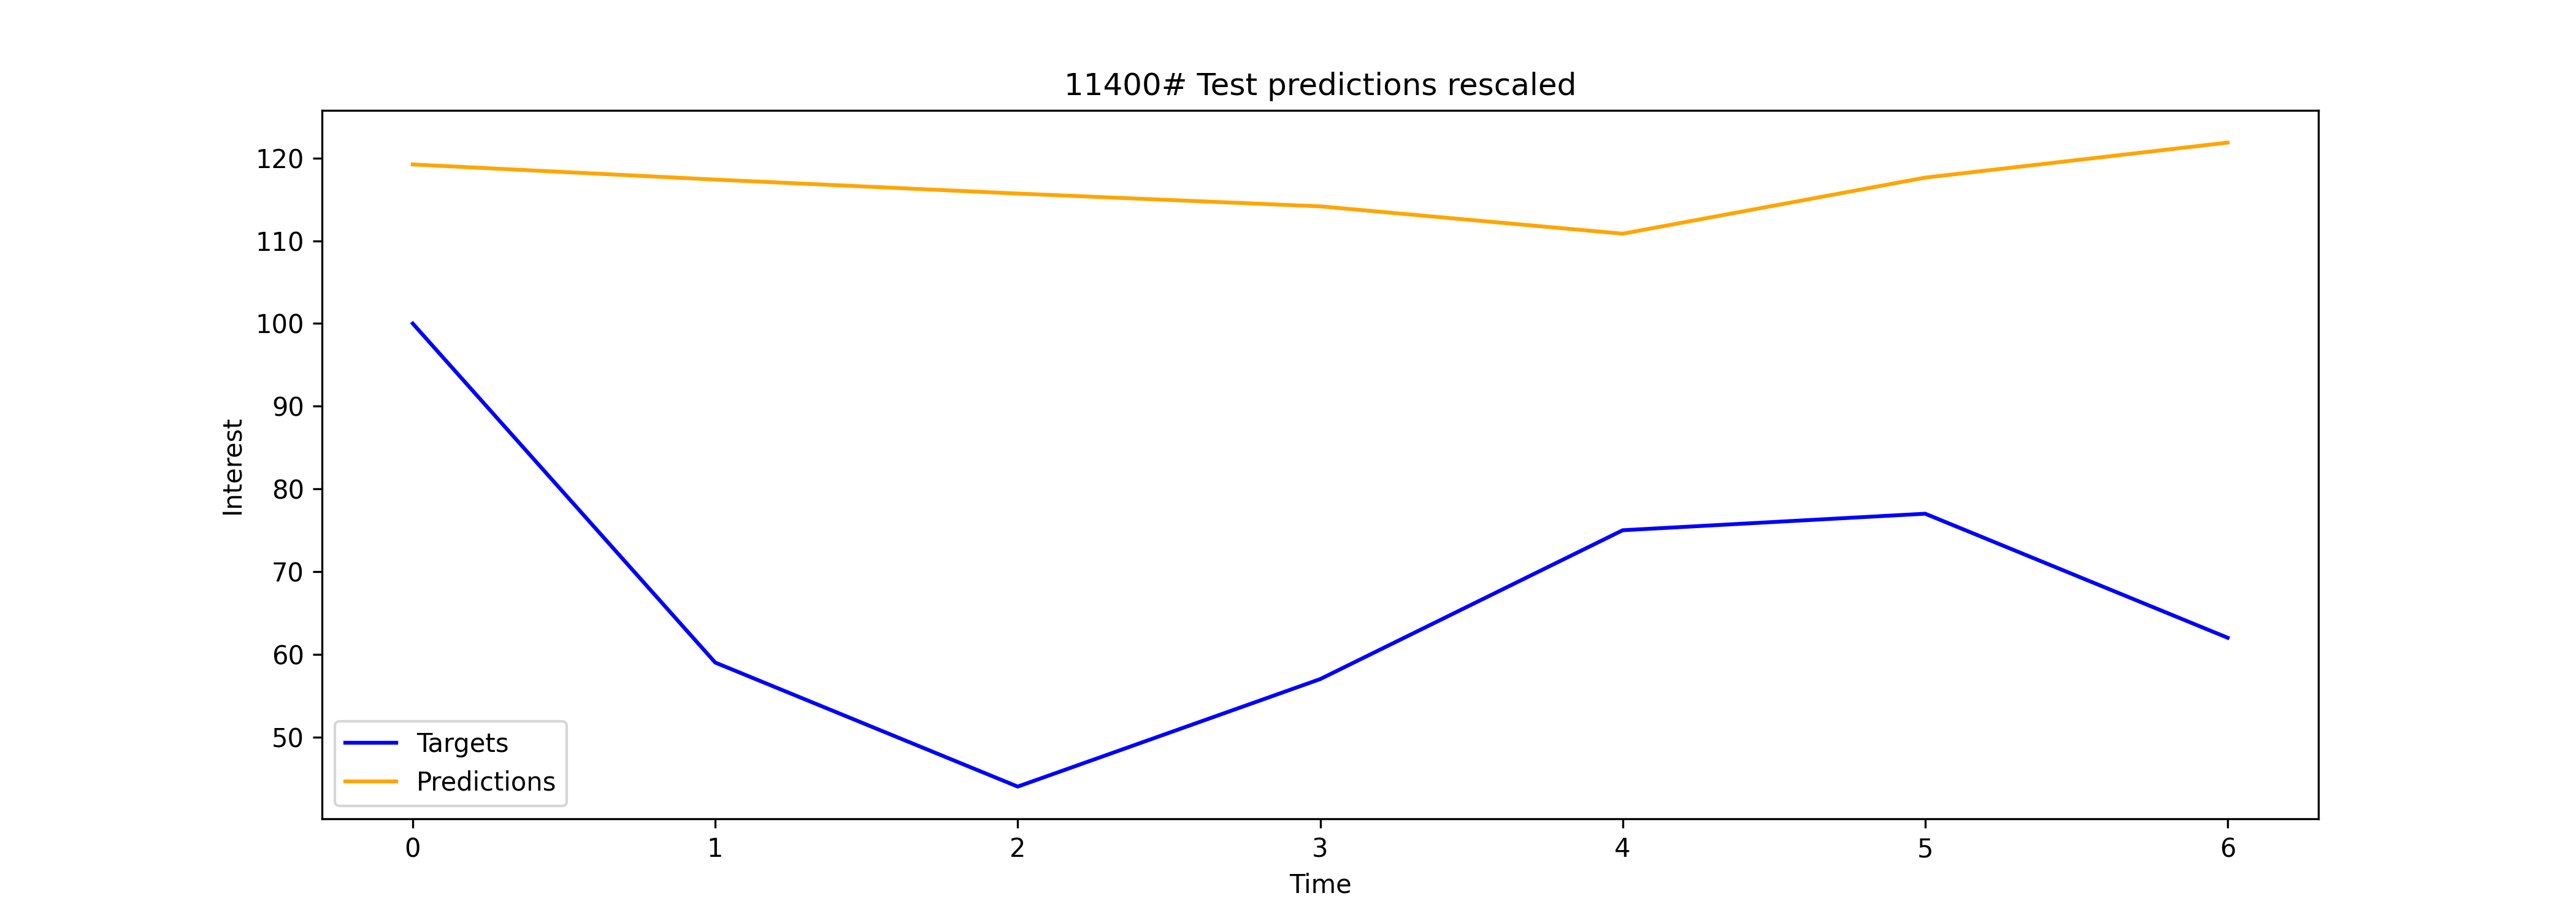 11400# Test predictions rescaled
120
110
100
90
80
70
60
50
Interest
Targets
Predictions
0 1 2 3 4 5 6
Time